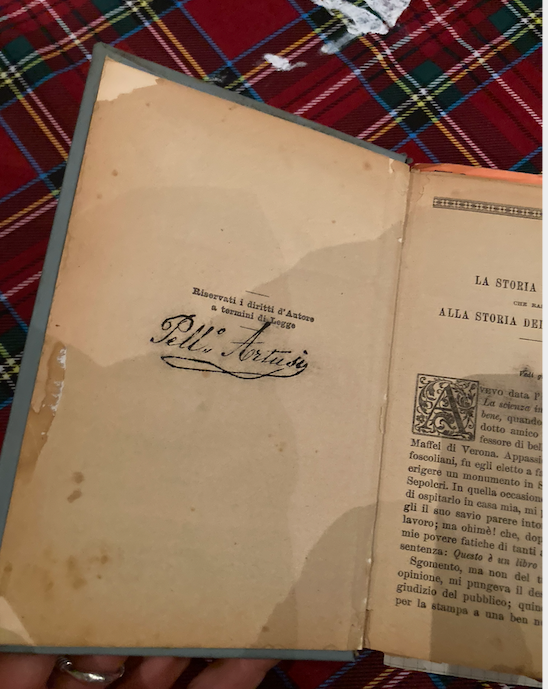 Riservati i diritti d'Autore
a termini di Legge
Pell.º Artusi
LA STORIA
CHE
ALLA STORIA
AVEVO data l'
La scienza in
bene, quando
dotto amico
fessore di bel
Maffei di Verona. Appassi
foscoliani, fu egli eletto a fa
erigere un monumento in S
Sepolcri. In quella occasione
di ospitarlo in casa mia, mi
gli il suo savio parere intor
lavoro; ma ohimè! che, dop
mie povere fatiche di tanti a
sentenza: Questo è un libro
Sgomento, ma non del t
opinione, mi pungeva il des
giudizio del pubblico; quin
per la stampa a una ben n